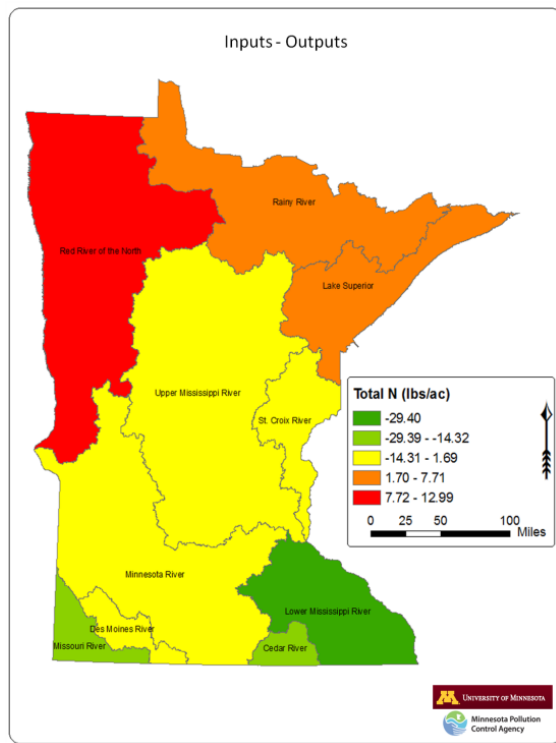 Inputs - Outputs
Rainy River
Red River of the North
Lake Superior
Upper Mississippi River
St. Croix River
Total N (lbs/ac)
-29.40
-29.39 - -14.32
-14.31 - 1.69
1.70 - 7.71
7.72 - 12.99
0 25 50 100
Miles
Minnesota River
Lower Mississippi River
Des Moines River
Missouri River
Cedar River
M UNIVERSITY OF MINNESOTA
Minnesota Pollution
Control Agency